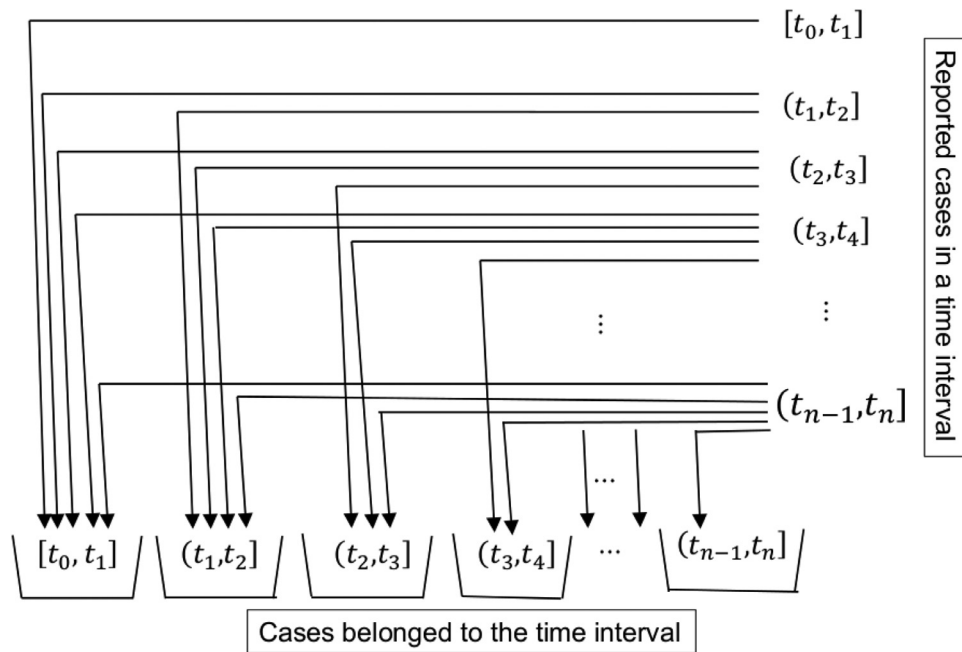 [t₀, t₁]
(t₁,t₂]
(t₂,t₃]
(t₃,t₄]
⋮
⋮
(tₙ₋₁,tₙ]
...
[t₀, t₁]
(t₁,t₂]
(t₂,t₃]
(t₃,t₄]
...
(tₙ₋₁,tₙ]
Cases belonged to the time interval
Reported cases in a time interval